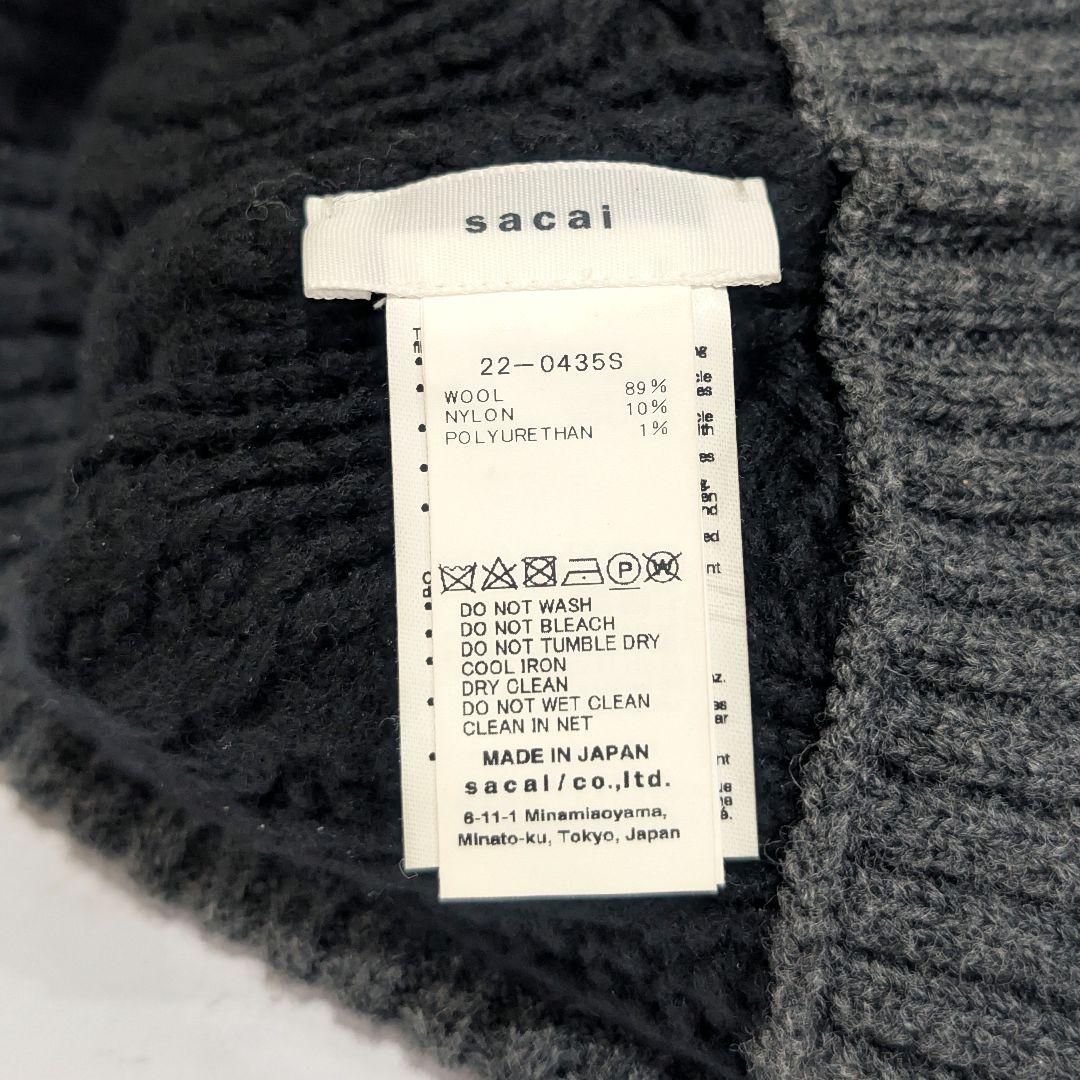 sacai
22-0435S
WOOL 89%
NYLON 10%
POLYURETHAN 1%
P W
DO NOT WASH
DO NOT BLEACH
DO NOT TUMBLE DRY
COOL IRON
DRY CLEAN
DO NOT WET CLEAN
CLEAN IN NET
MADE IN JAPAN
sacai/co.,ltd.
6-11-1 Minamiaoyama,
Minato-ku, Tokyo, Japan